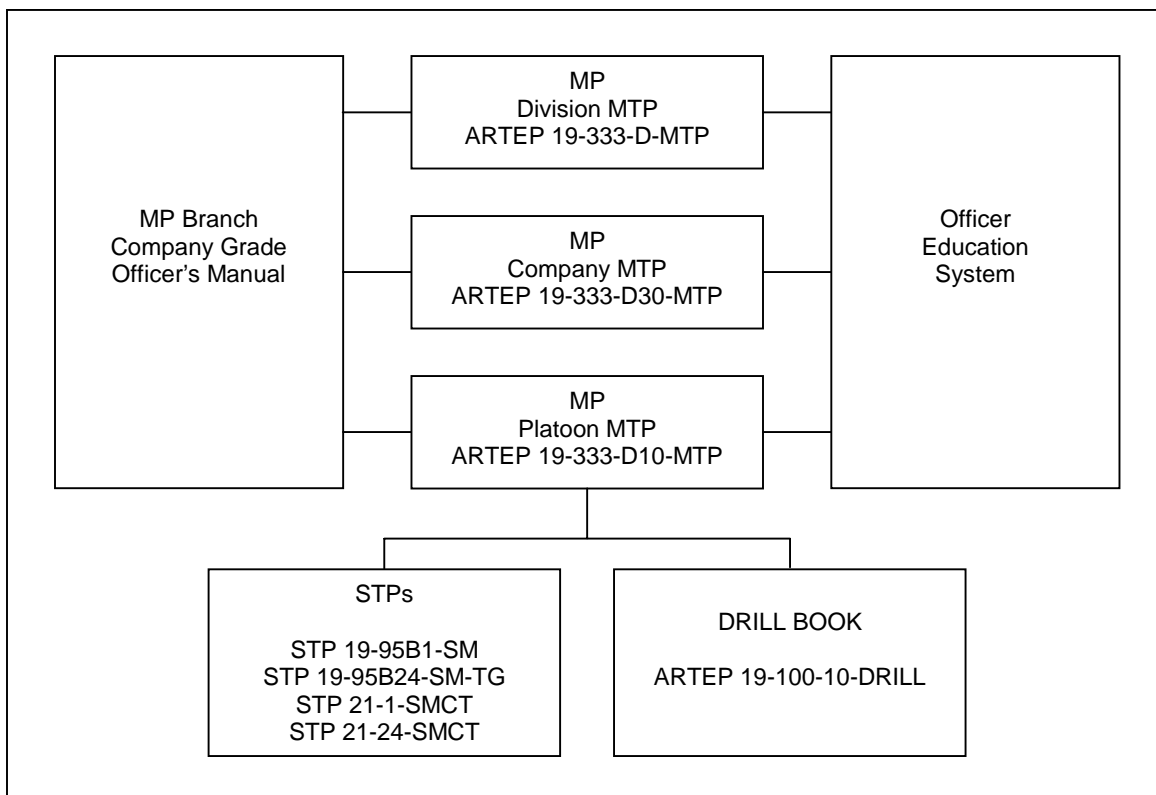 MP
Division MTP
ARTEP 19-333-D-MTP
MP Branch
Company Grade
Officer’s Manual
MP
Company MTP
ARTEP 19-333-D30-MTP
Officer
Education
System
MP
Platoon MTP
ARTEP 19-333-D10-MTP
STPs
STP 19-95B1-SM
STP 19-95B24-SM-TG
STP 21-1-SMCT
STP 21-24-SMCT
DRILL BOOK
ARTEP 19-100-10-DRILL